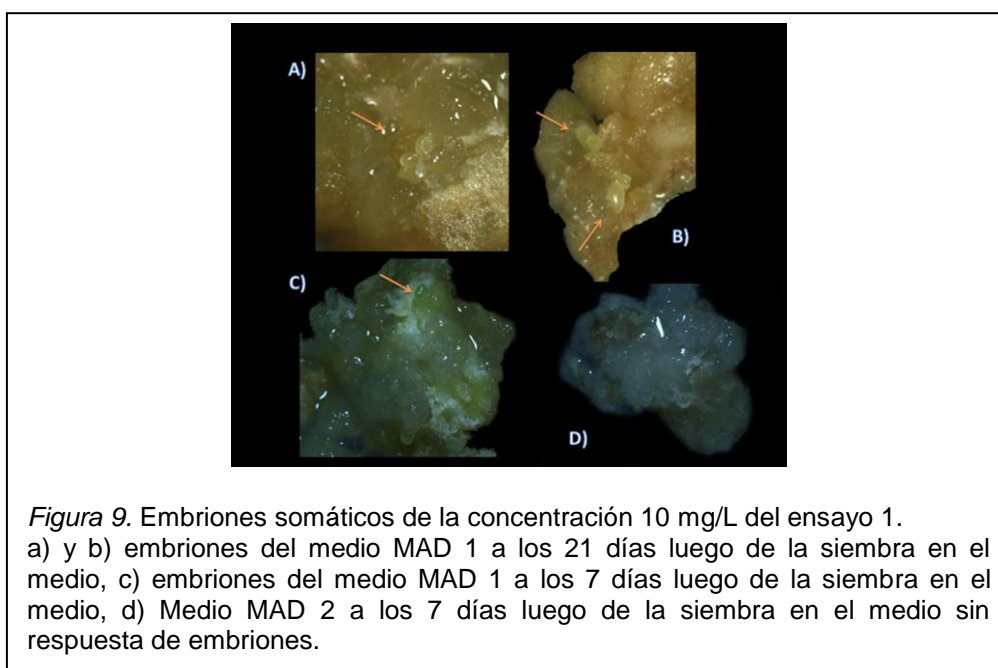 A)
B)
C)
D)
Figura 9. Embriones somáticos de la concentración 10 mg/L del ensayo 1.
a) y b) embriones del medio MAD 1 a los 21 días luego de la siembra en el
medio, c) embriones del medio MAD 1 a los 7 días luego de la siembra en el
medio, d) Medio MAD 2 a los 7 días luego de la siembra en el medio sin
respuesta de embriones.